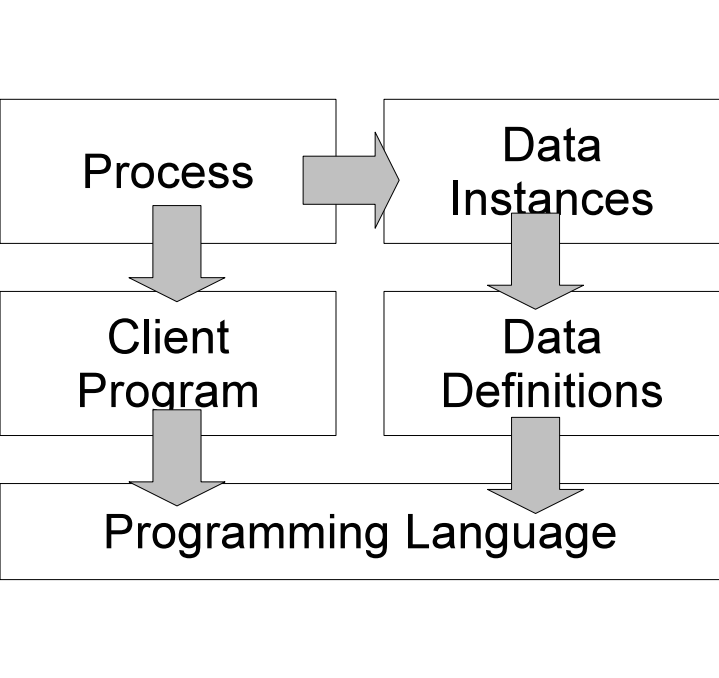 Process
Data
Instances
Client
Program
Data
Definitions
Programming Language